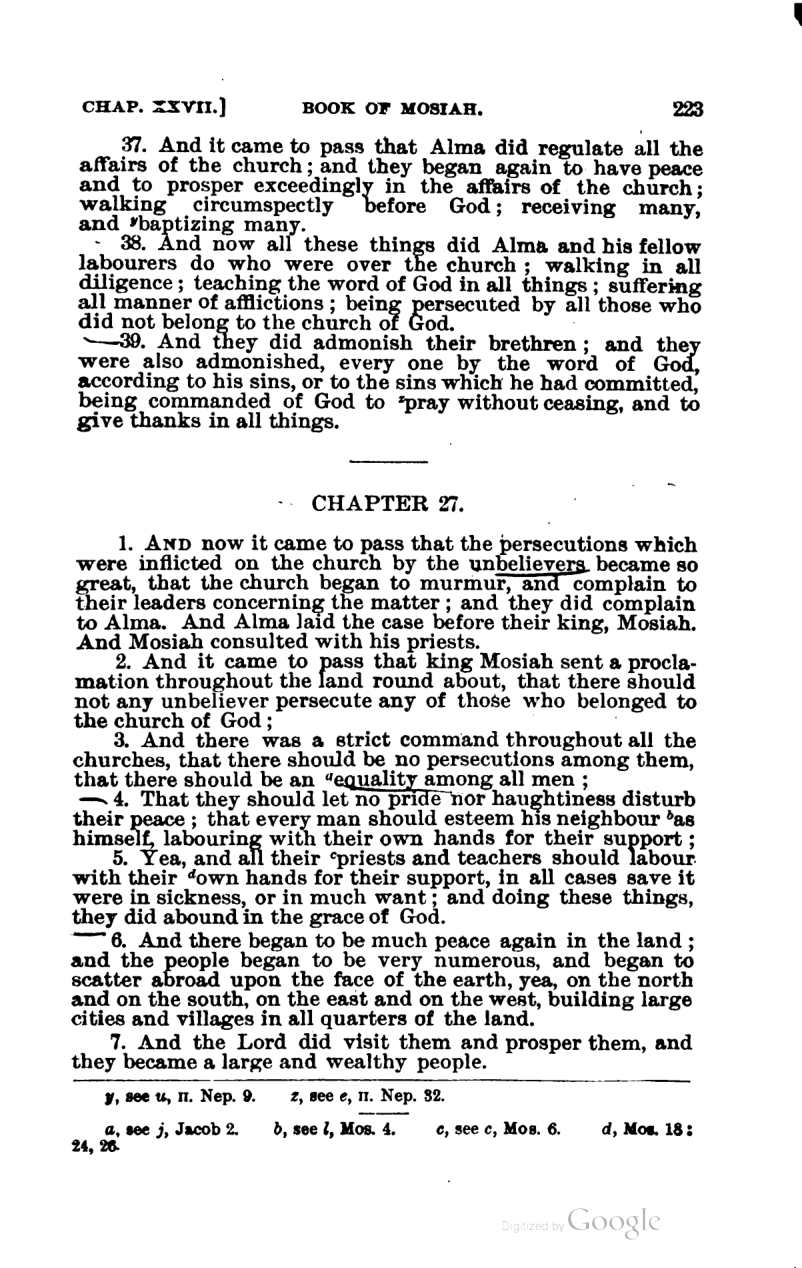 CHAP. XXVII.] BOOK OF MOSIAH. 223
37. And it came to pass that Alma did regulate all the
affairs of the church; and they began again to have peace
and to prosper exceedingly in the affairs of the church;
walking circumspectly before God; receiving many,
and ʸbaptizing many.
38. And now all these things did Alma and his fellow
labourers do who were over the church; walking in all
diligence; teaching the word of God in all things; suffering
all manner of afflictions; being persecuted by all those who
did not belong to the church of God.
39. And they did admonish their brethren; and they
were also admonished, every one by the word of God,
according to his sins, or to the sins which he had committed,
being commanded of God to ᶻpray without ceasing, and to
give thanks in all things.
CHAPTER 27.
1. AND now it came to pass that the persecutions which
were inflicted on the church by the unbelievers became so
great, that the church began to murmur, and complain to
their leaders concerning the matter; and they did complain
to Alma. And Alma laid the case before their king, Mosiah.
And Mosiah consulted with his priests.
2. And it came to pass that king Mosiah sent a procla-
mation throughout the land round about, that there should
not any unbeliever persecute any of those who belonged to
the church of God;
3. And there was a strict command throughout all the
churches, that there should be no persecutions among them,
that there should be an ᵃequality among all men;
4. That they should let no pride nor haughtiness disturb
their peace; that every man should esteem his neighbour ᵇas
himself, labouring with their own hands for their support;
5. Yea, and all their ᶜpriests and teachers should labour
with their ᵈown hands for their support, in all cases save it
were in sickness, or in much want; and doing these things,
they did abound in the grace of God.
6. And there began to be much peace again in the land;
and the people began to be very numerous, and began to
scatter abroad upon the face of the earth, yea, on the north
and on the south, on the east and on the west, building large
cities and villages in all quarters of the land.
7. And the Lord did visit them and prosper them, and
they became a large and wealthy people.
y, see u, II. Nep. 9. z, see e, II. Nep. 32.
a, see j, Jacob 2. b, see l, Mos. 4. c, see c, Mos. 6. d, Mos. 18:
24, 26.
Digitized by Google